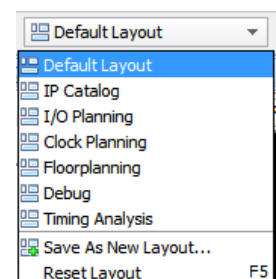 Default Layout
Default Layout
IP Catalog
I/O Planning
Clock Planning
Floorplanning
Debug
Timing Analysis
Save As New Layout...
Reset Layout F5